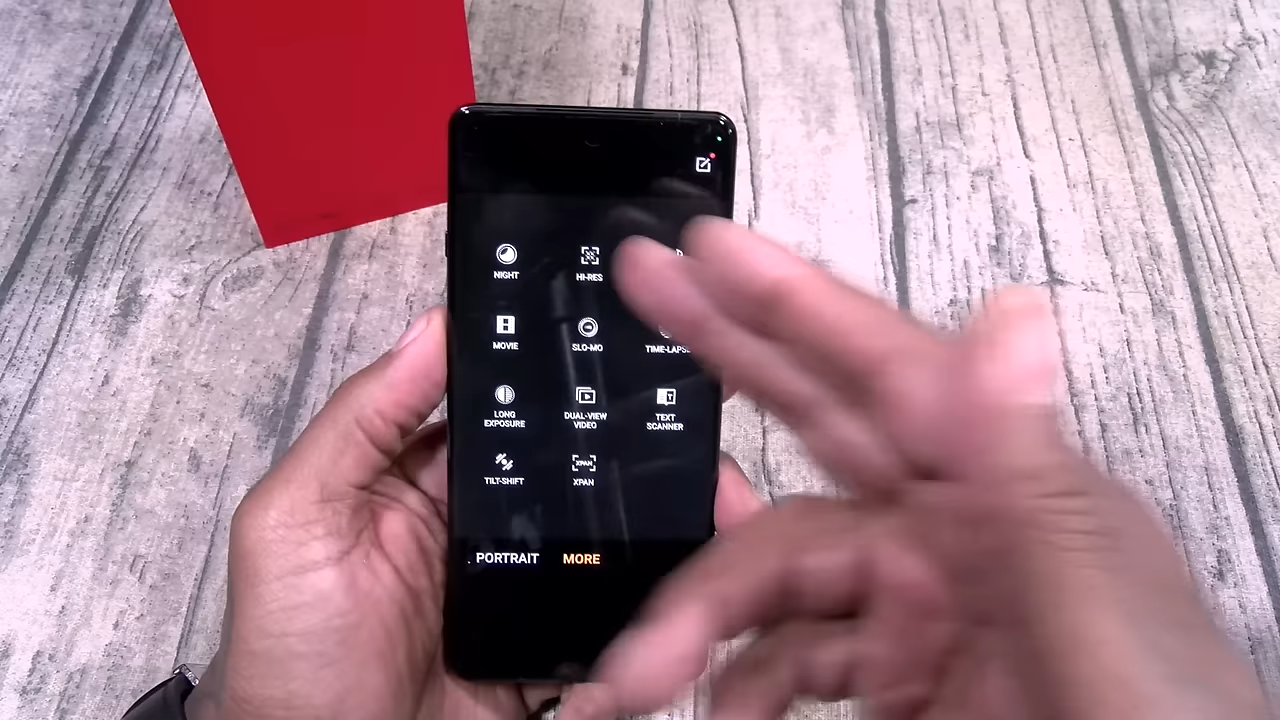 NIGHT
HI-RES
MOVIE
SLO-MO
TIME-LAPSE
LONG
EXPOSURE
DUAL-VIEW
VIDEO
TEXT
SCANNER
TILT-SHIFT
XPAN
XPAN
PORTRAIT
MORE